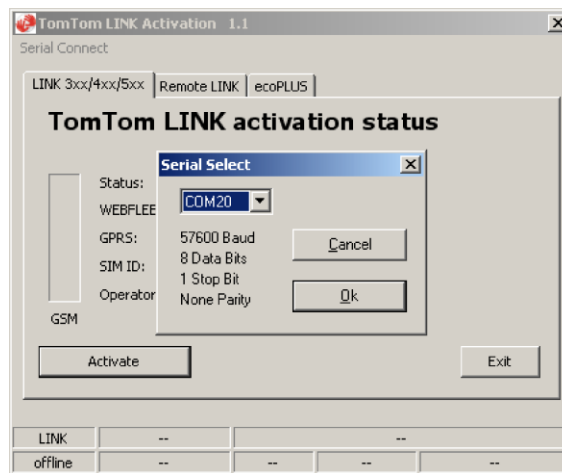 TomTom LINK Activation 1.1
Serial Connect
LINK 3xx/4xx/5xx Remote LINK ecoPLUS
TomTom LINK activation status
Serial Select
COM20
57600 Baud
8 Data Bits
1 Stop Bit
None Parity
Cancel
Ok
Status:
WEBFLEE
GPRS:
SIM ID:
Operator
GSM
Activate
Exit
LINK -- --
offline -- -- -- --